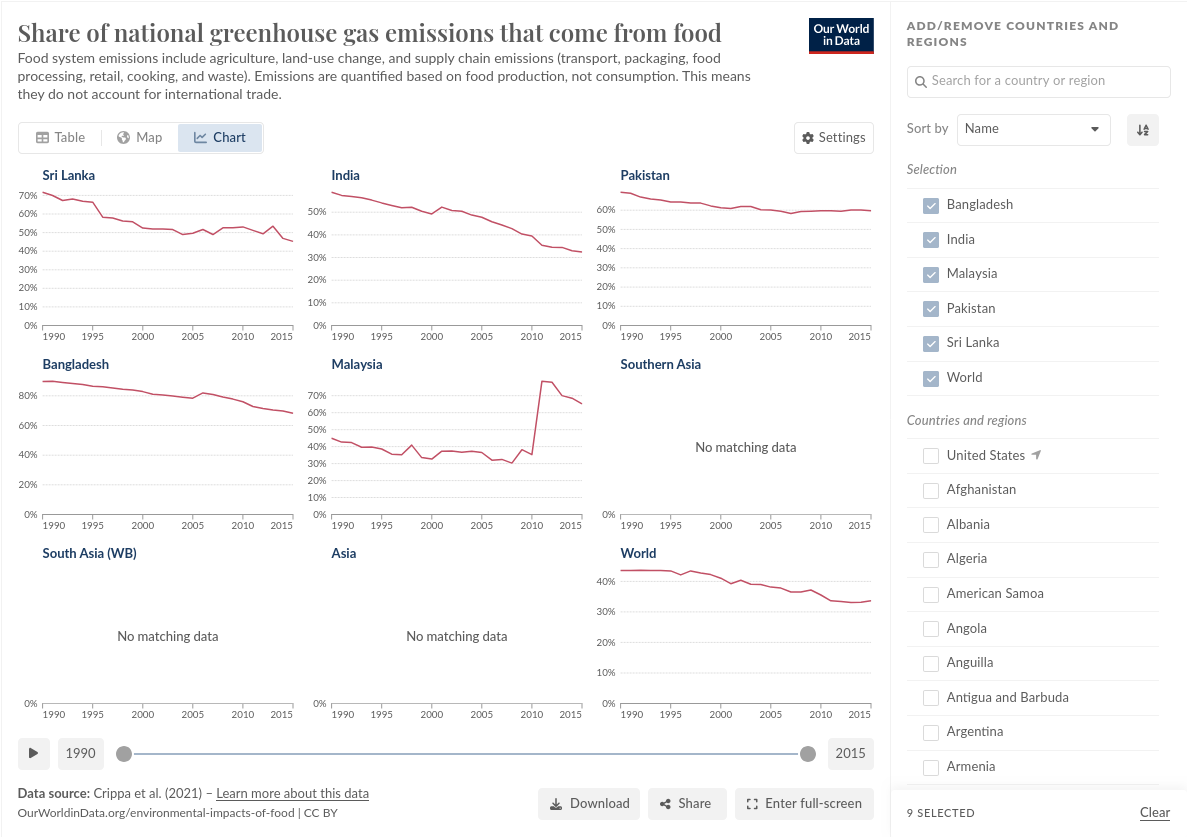 Share of national greenhouse gas emissions that come from food
Our World
in Data
Food system emissions include agriculture, land-use change, and supply chain emissions (transport, packaging, food
processing, retail, cooking, and waste). Emissions are quantified based on food production, not consumption. This means
they do not account for international trade.
Table
Map
Chart
Settings
Sri Lanka
70%
60%
50%
40%
30%
20%
10%
0%
1990 1995 2000 2005 2010 2015
India
50%
40%
30%
20%
10%
0%
1990 1995 2000 2005 2010 2015
Pakistan
60%
50%
40%
30%
20%
10%
0%
1990 1995 2000 2005 2010 2015
Bangladesh
80%
60%
40%
20%
0%
1990 1995 2000 2005 2010 2015
Malaysia
70%
60%
50%
40%
30%
20%
10%
0%
1990 1995 2000 2005 2010 2015
Southern Asia
No matching data
0%
1990 1995 2000 2005 2010 2015
South Asia (WB)
No matching data
0%
1990 1995 2000 2005 2010 2015
Asia
No matching data
0%
1990 1995 2000 2005 2010 2015
World
40%
30%
20%
10%
0%
1990 1995 2000 2005 2010 2015
1990
2015
Data source: Crippa et al. (2021) – Learn more about this data
OurWorldinData.org/environmental-impacts-of-food | CC BY
Download
Share
Enter full-screen
ADD/REMOVE COUNTRIES AND
REGIONS
Search for a country or region
Sort by
Name
Selection
Bangladesh
India
Malaysia
Pakistan
Sri Lanka
World
Countries and regions
United States
Afghanistan
Albania
Algeria
American Samoa
Angola
Anguilla
Antigua and Barbuda
Argentina
Armenia
9 SELECTED
Clear